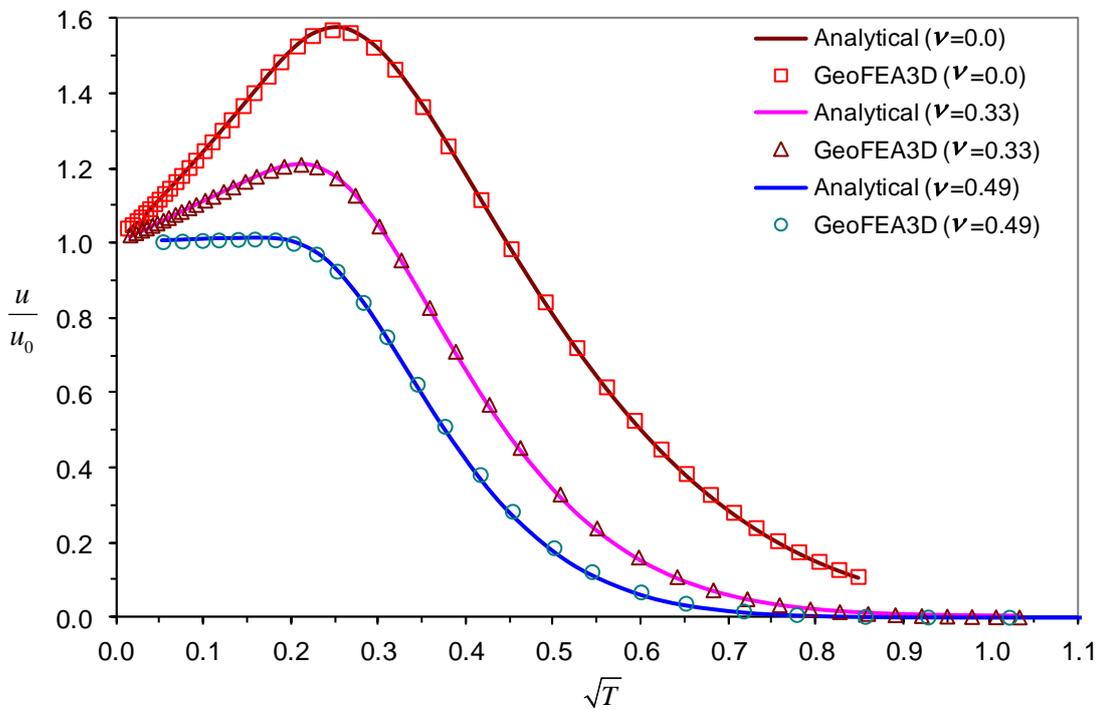 1.6
1.4
1.2
1.0
0.8
0.6
0.4
0.2
0.0
u
u0
Analytical (ν=0.0)
GeoFEA3D (ν=0.0)
Analytical (ν=0.33)
GeoFEA3D (ν=0.33)
Analytical (ν=0.49)
GeoFEA3D (ν=0.49)
0.0 0.1 0.2 0.3 0.4 0.5 0.6 0.7 0.8 0.9 1.0 1.1
√T